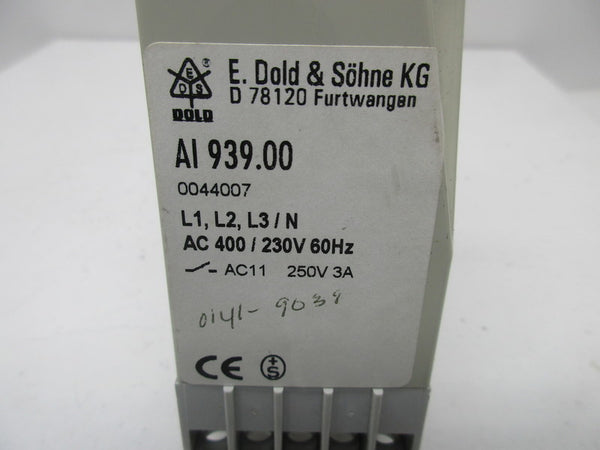 E. Dold & Söhne KG
D 78120 Furtwangen
E
D S
DOLD
®
AI 939.00
0044007
L1, L2, L3 / N
AC 400 / 230V 60Hz
AC11 250V 3A
0141-9039
CE +S